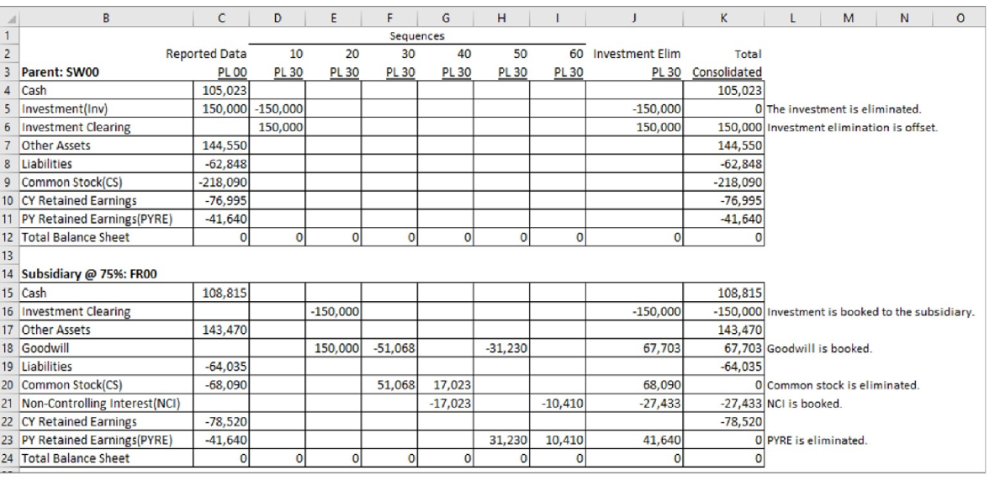 B C D E F G H I J K L M N O
1 Sequences
2 Reported Data 10 20 30 40 50 60 Investment Elim Total
3 Parent: SW00 PL 00 PL 30 PL 30 PL 30 PL 30 PL 30 PL 30 PL 30 Consolidated
4 Cash 105,023 105,023
5 Investment(Inv) 150,000 -150,000 -150,000 0 The investment is eliminated.
6 Investment Clearing 150,000 150,000 150,000 Investment elimination is offset.
7 Other Assets 144,550 144,550
8 Liabilities -62,848 -62,848
9 Common Stock(CS) -218,090 -218,090
10 CY Retained Earnings -76,995 -76,995
11 PY Retained Earnings(PYRE) -41,640 -41,640
12 Total Balance Sheet 0 0 0 0 0 0 0 0 0
13
14 Subsidiary @ 75%: FR00
15 Cash 108,815 108,815
16 Investment Clearing -150,000 -150,000 -150,000 Investment is booked to the subsidiary.
17 Other Assets 143,470 143,470
18 Goodwill 150,000 -51,068 -31,230 67,703 67,703 Goodwill is booked.
19 Liabilities -64,035 -64,035
20 Common Stock(CS) -68,090 51,068 17,023 68,090 0 Common stock is eliminated.
21 Non-Controlling Interest(NCI) -17,023 -10,410 -27,433 -27,433 NCI is booked.
22 CY Retained Earnings -78,520 -78,520
23 PY Retained Earnings(PYRE) -41,640 31,230 10,410 41,640 0 PYRE is eliminated.
24 Total Balance Sheet 0 0 0 0 0 0 0 0 0